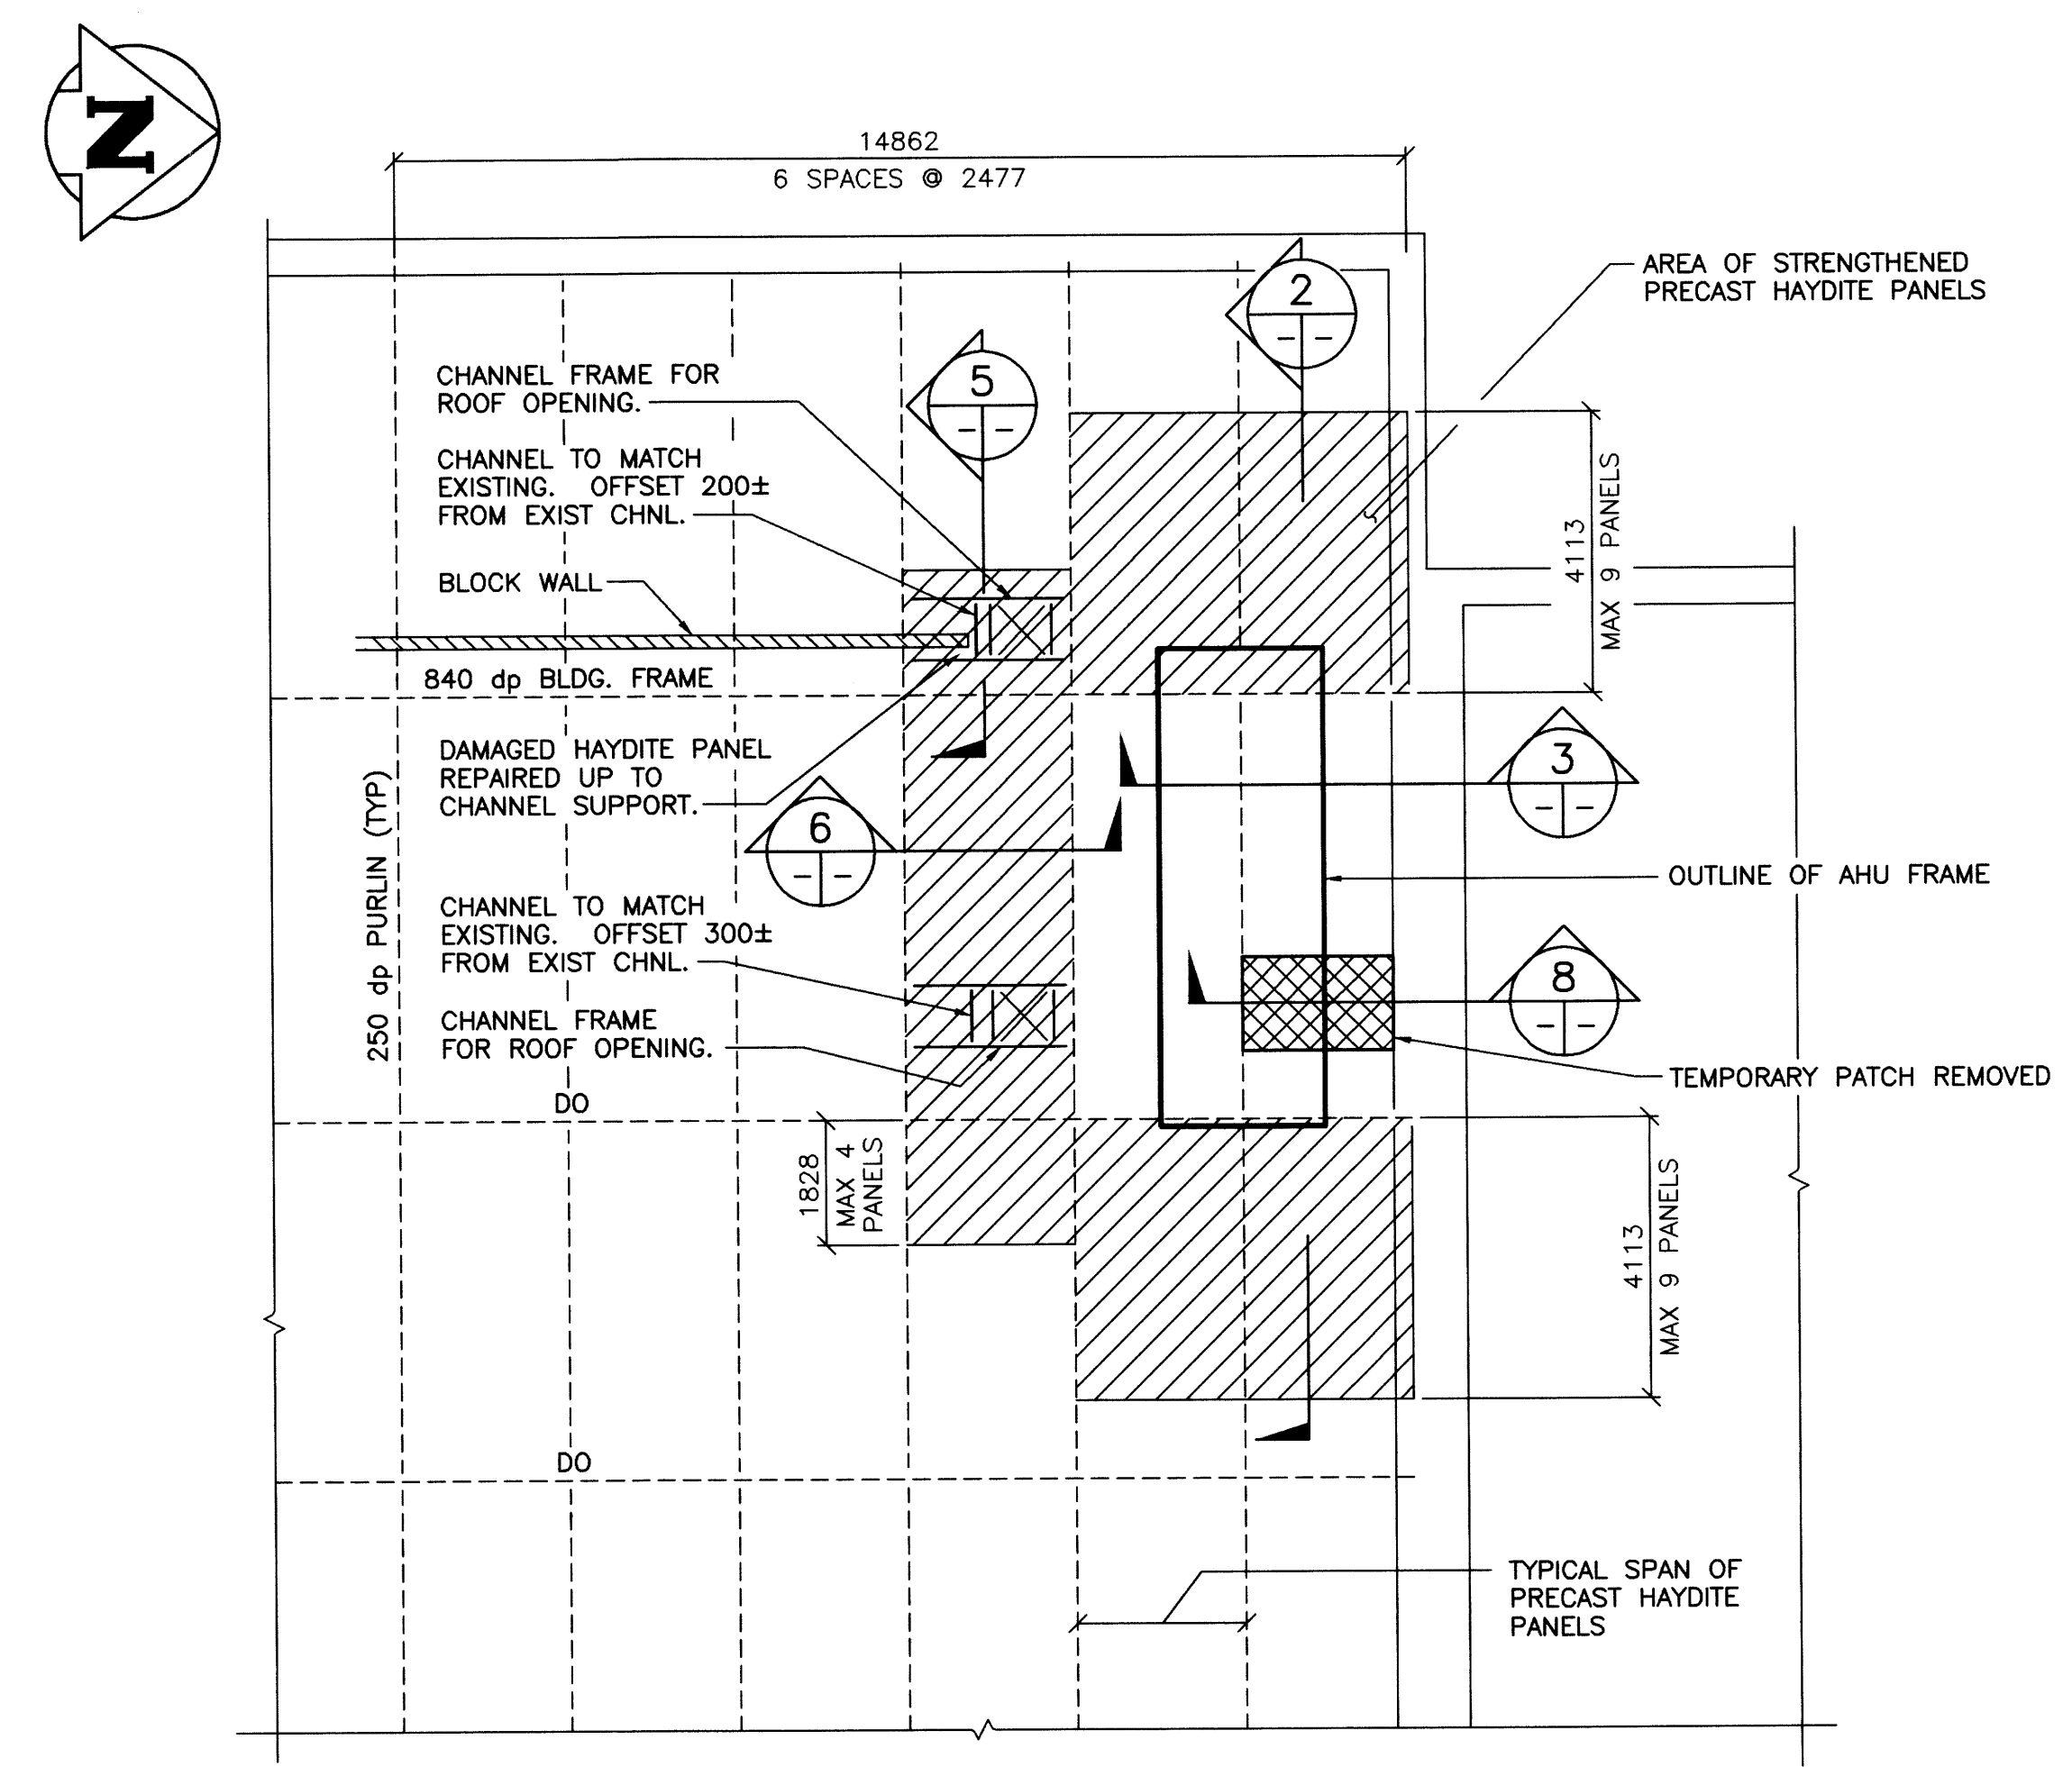 N
14862
6 SPACES @ 2477
AREA OF STRENGTHENED
PRECAST HAYDITE PANELS
2
- -
5
- -
CHANNEL FRAME FOR
ROOF OPENING.
CHANNEL TO MATCH
EXISTING. OFFSET 200±
FROM EXIST CHNL.
BLOCK WALL
4113
MAX 9 PANELS
840 dp BLDG. FRAME
DAMAGED HAYDITE PANEL
REPAIRED UP TO
CHANNEL SUPPORT.
3
- -
6
- -
250 dp PURLIN (TYP)
OUTLINE OF AHU FRAME
CHANNEL TO MATCH
EXISTING. OFFSET 300±
FROM EXIST CHNL.
8
- -
CHANNEL FRAME
FOR ROOF OPENING.
TEMPORARY PATCH REMOVED
DO
1828
MAX 4
PANELS
4113
MAX 9 PANELS
DO
TYPICAL SPAN OF
PRECAST HAYDITE
PANELS